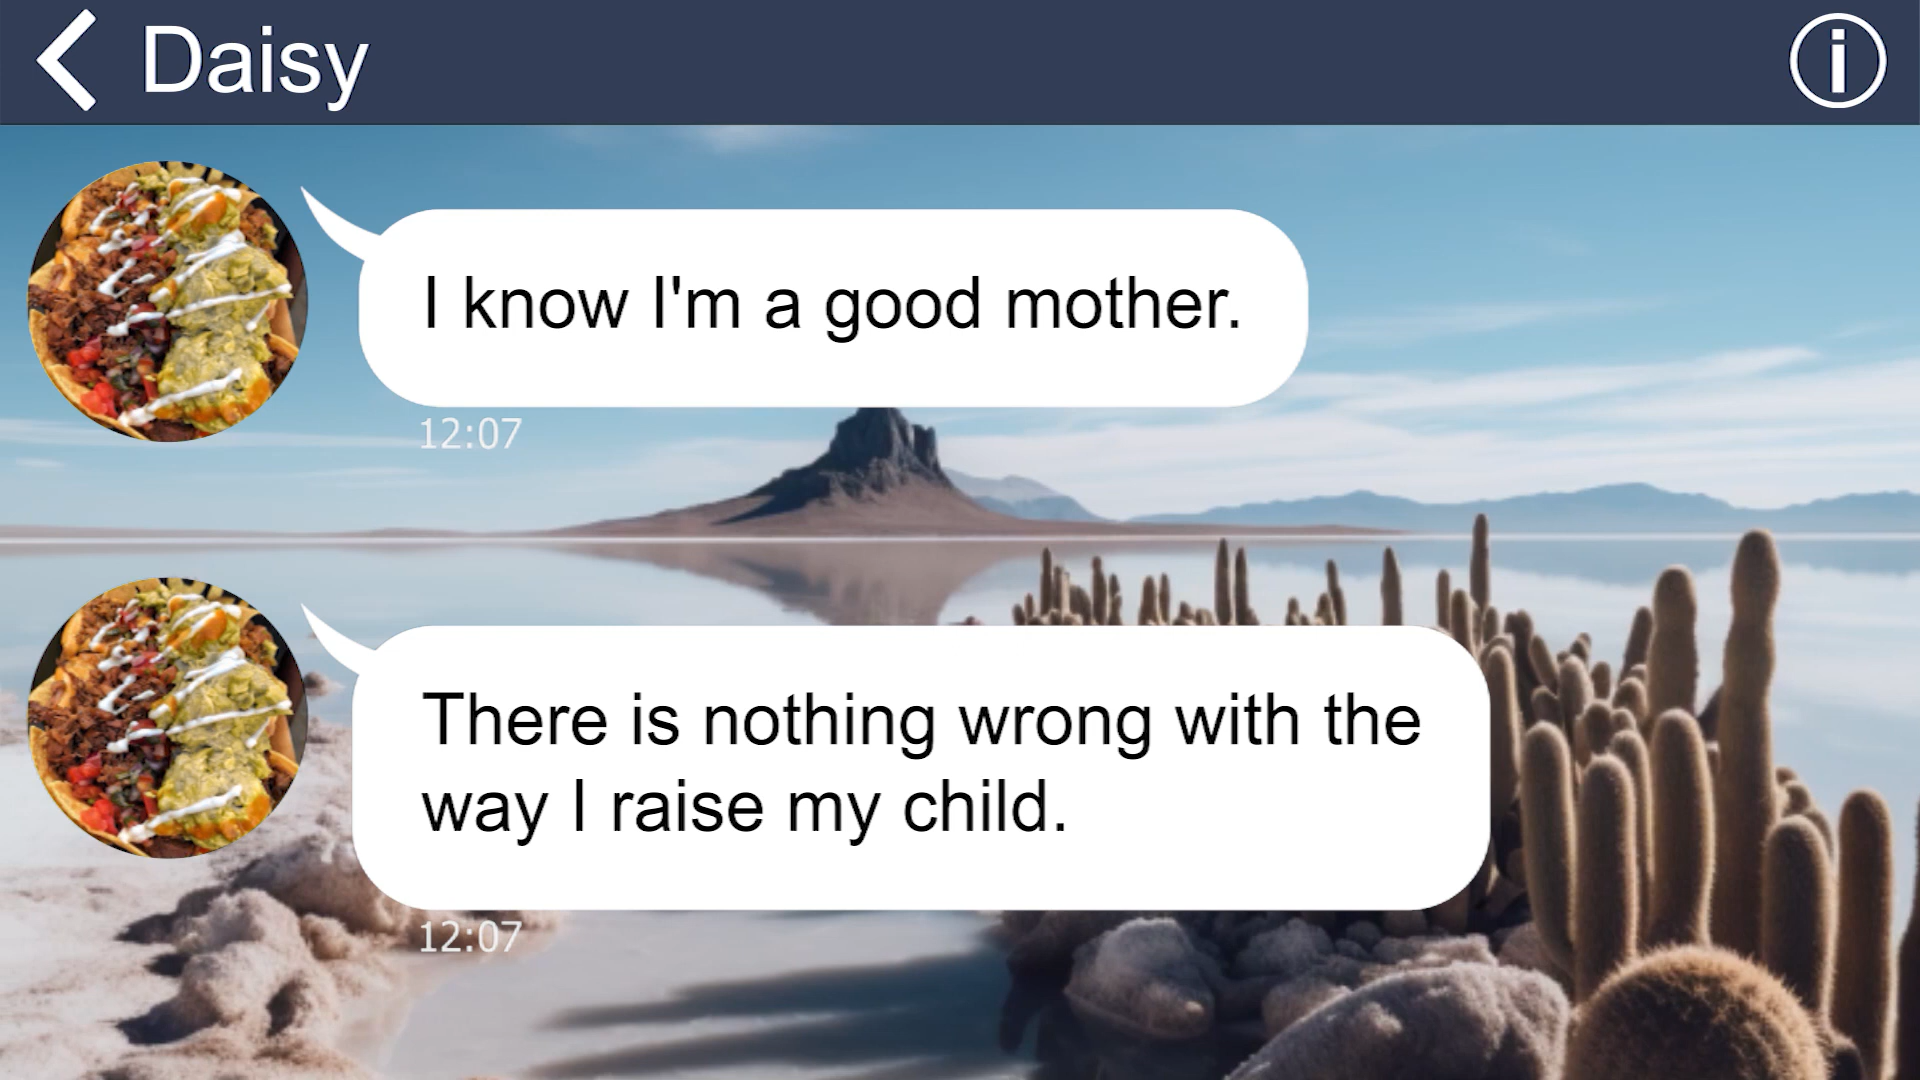 Daisy
I know I'm a good mother.
12:07
There is nothing wrong with the
way I raise my child.
12:07